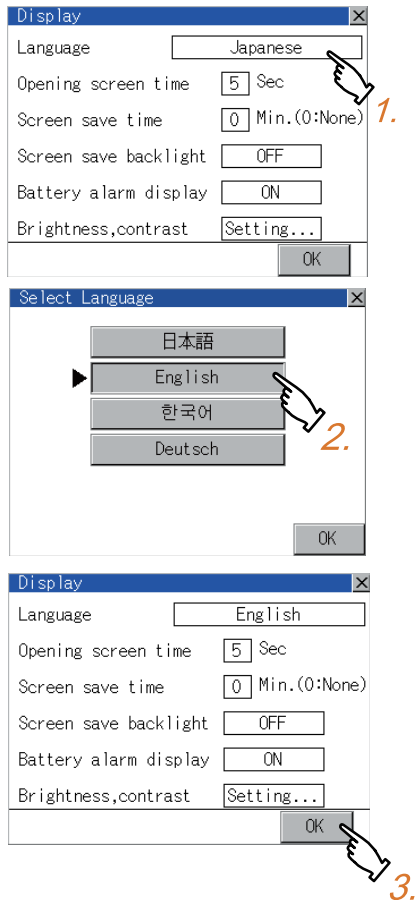 Display
Language Japanese
Opening screen time 5 Sec
Screen save time 0 Min.(0:None)
Screen save backlight OFF
Battery alarm display ON
Brightness,contrast Setting...
OK
1.
Select Language
日本語
English
한국어
Deutsch
2.
OK
Display
Language English
Opening screen time 5 Sec
Screen save time 0 Min.(0:None)
Screen save backlight OFF
Battery alarm display ON
Brightness,contrast Setting...
OK
3.